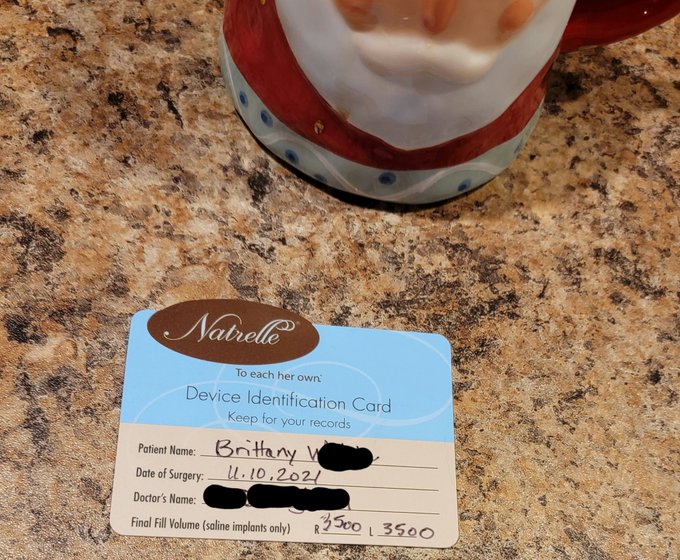 Natrelle®
To each her own.™
Device Identification Card
Keep for your records
Patient Name: Brittany W
Date of Surgery: 11.10.2021
Doctor's Name:
Final Fill Volume (saline implants only) R 3500 L 3500